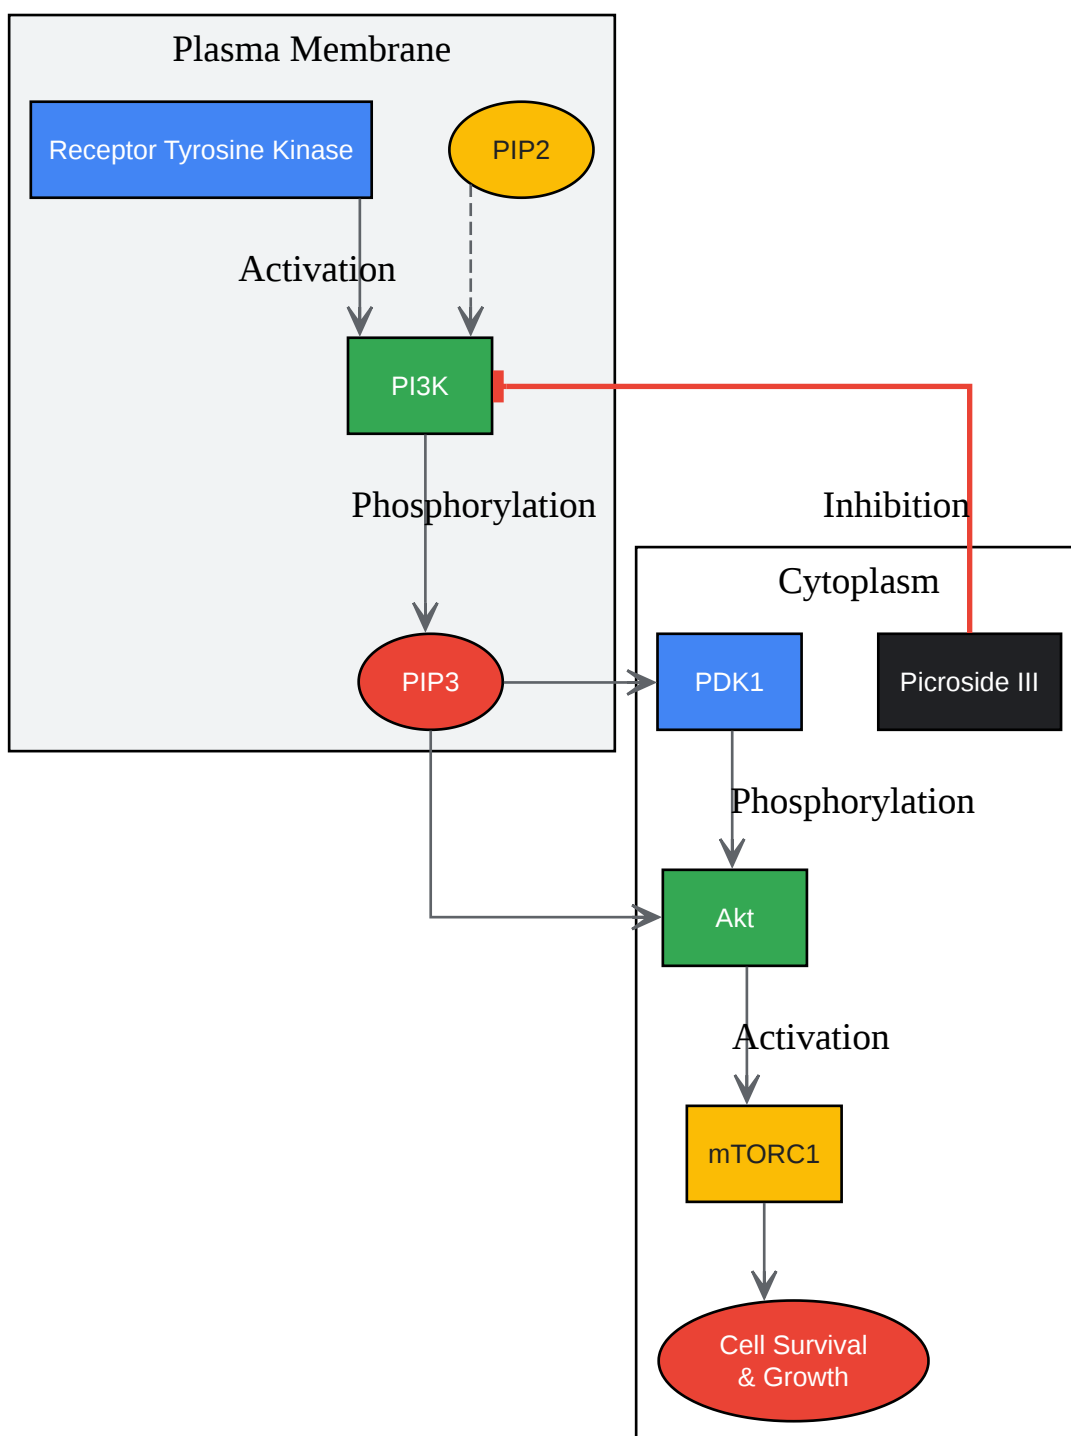 Plasma Membrane
Receptor Tyrosine Kinase
PIP2
Activation
PI3K
Phosphorylation
Inhibition
Cytoplasm
PIP3
PDK1
Picroside III
Phosphorylation
Akt
Activation
mTORC1
Cell Survival
& Growth